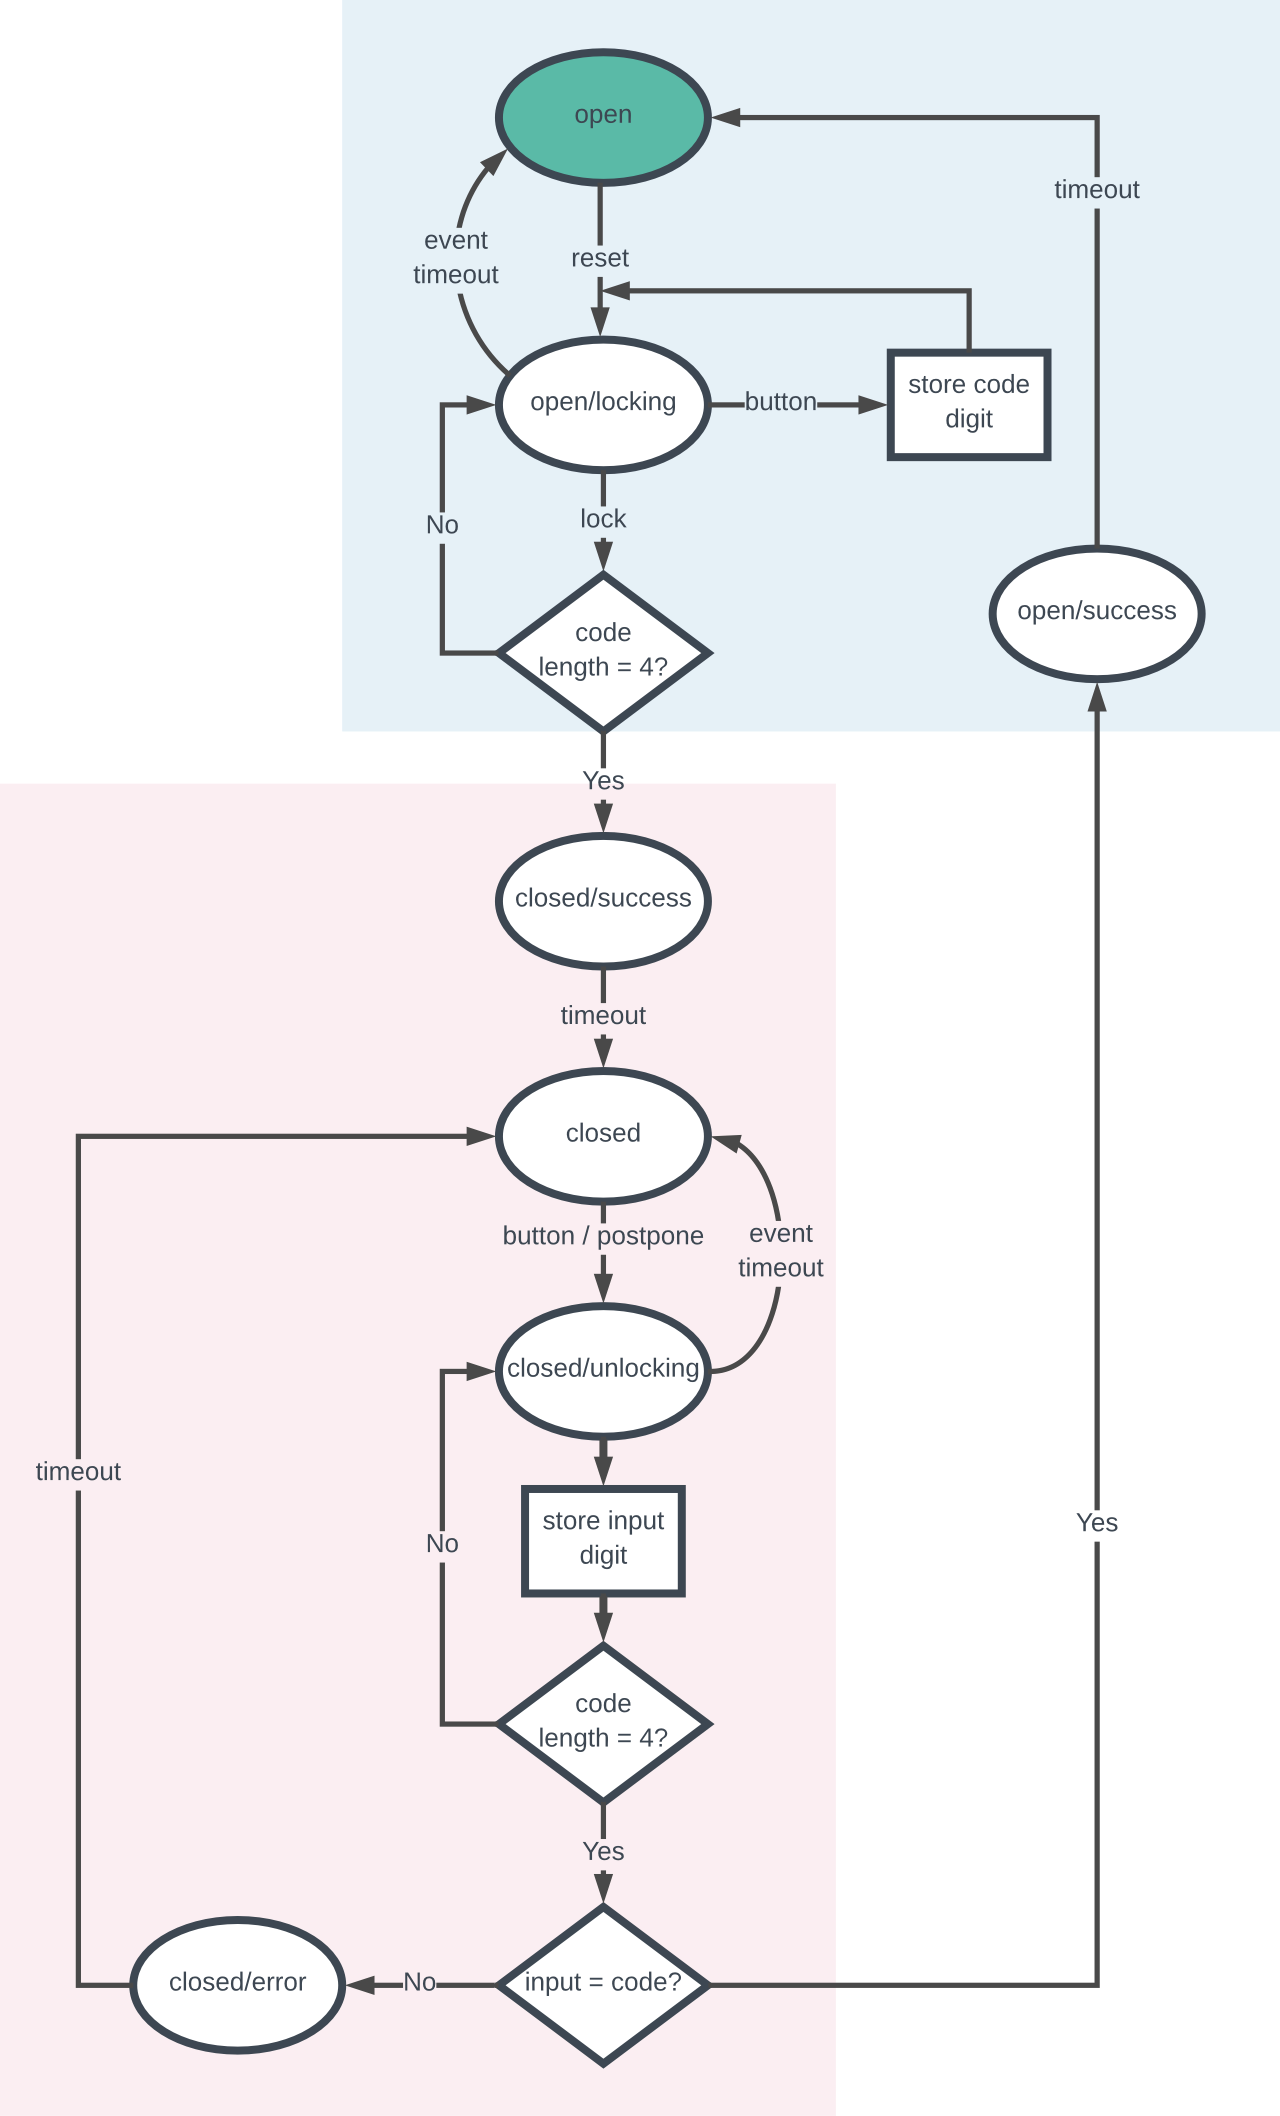 open
timeout
event
timeout
reset
open/locking
button
store code
digit
No
lock
code
length = 4?
open/success
Yes
closed/success
timeout
closed
button / postpone
event
timeout
closed/unlocking
timeout
No
store input
digit
Yes
code
length = 4?
Yes
closed/error
No
input = code?